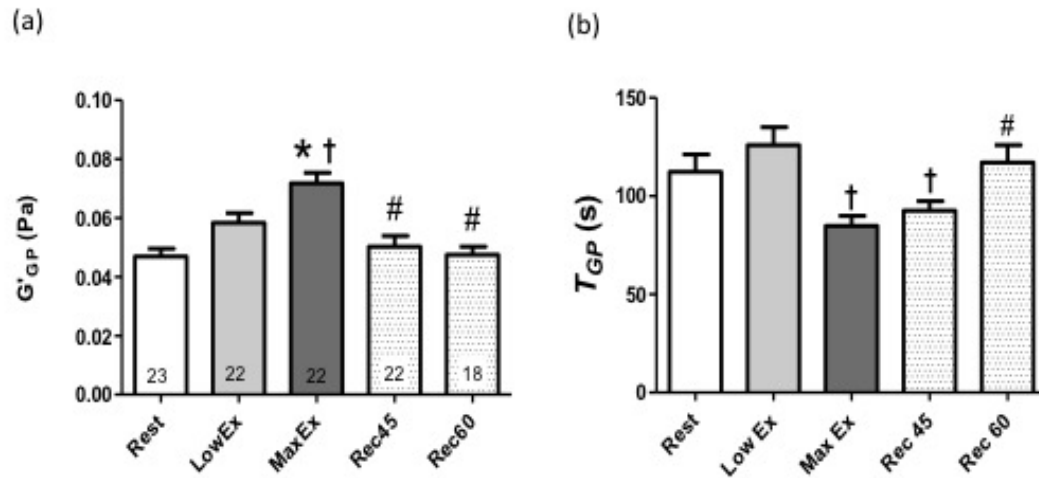 (a)
(b)
G'GP (Pa)
0.10
0.08
0.06
0.04
0.02
0.00
* †
#
#
23
22
22
22
18
Rest
LowEx
MaxEx
Rec45
Rec60
TGP (s)
150
100
50
0
†
†
#
Rest
Low Ex
Max Ex
Rec 45
Rec 60